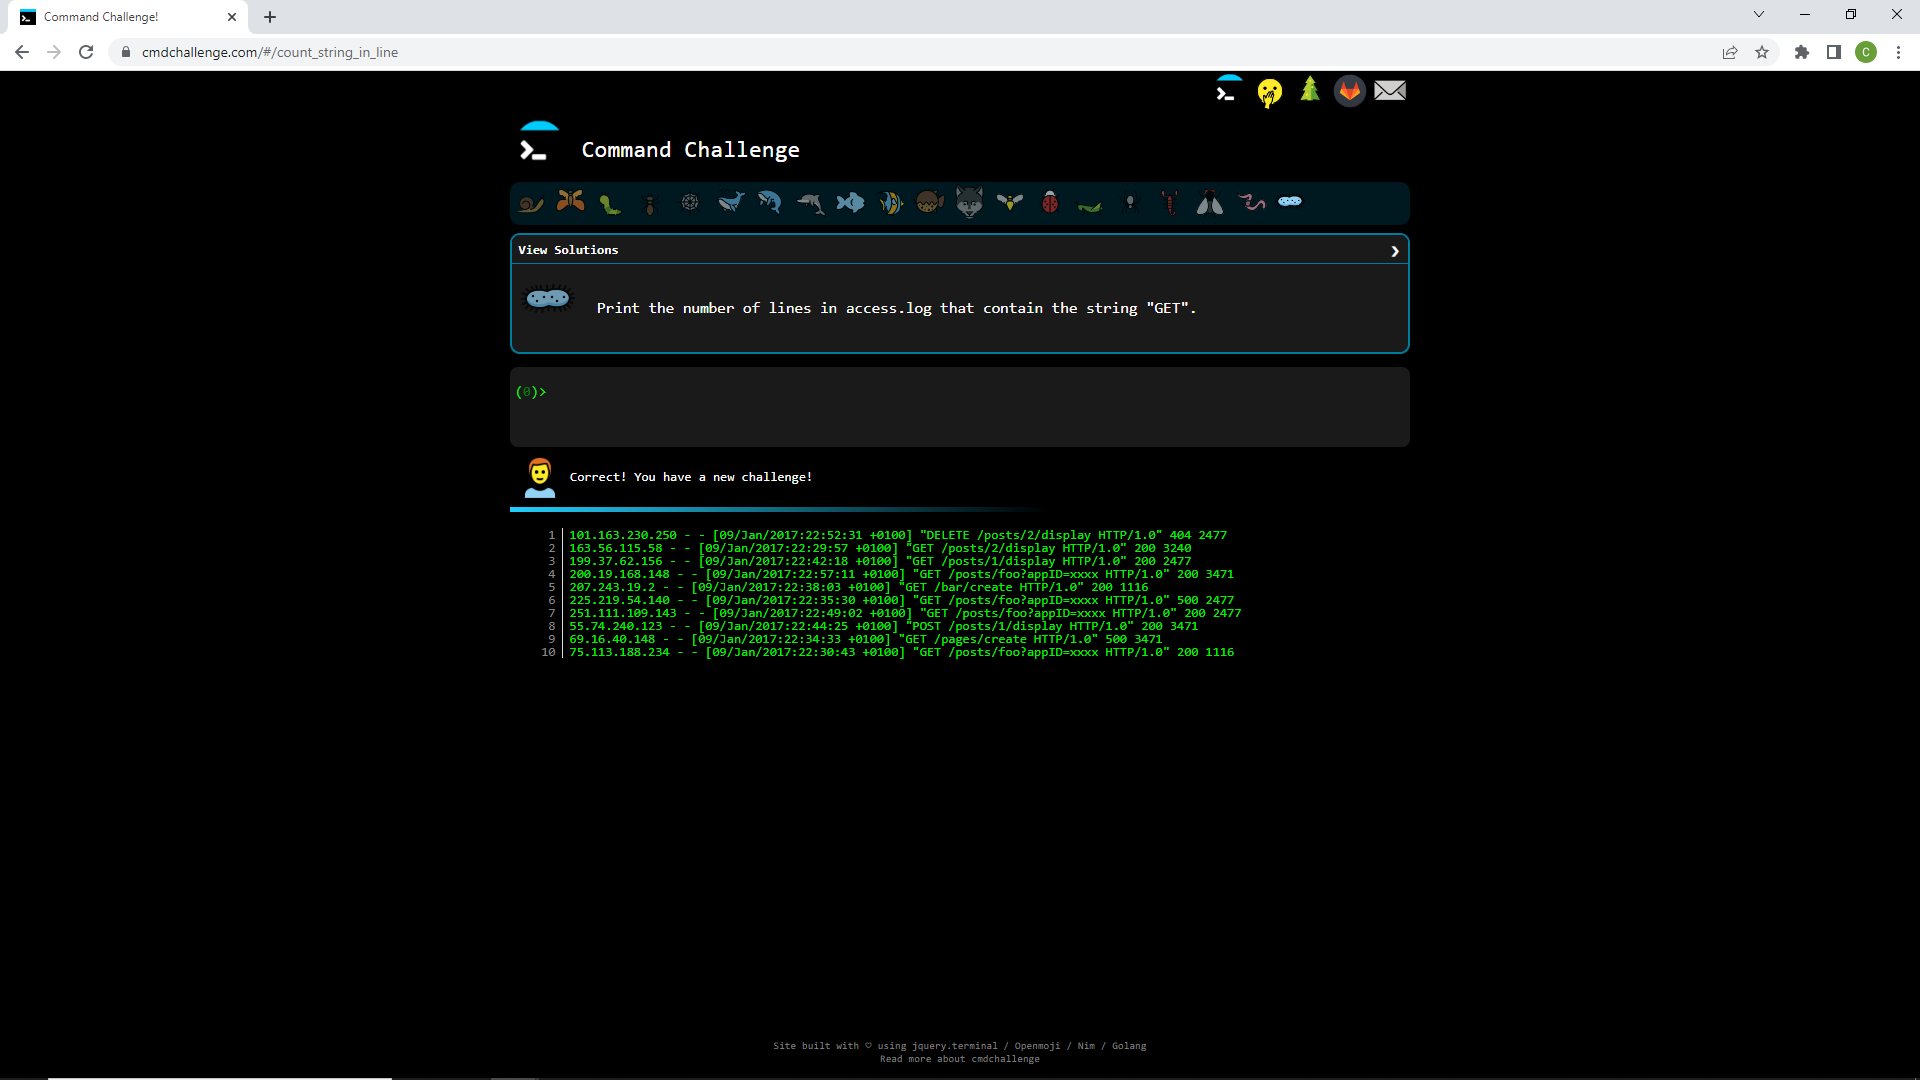 Command Challenge!
cmdchallenge.com/#/count_string_in_line
C
Command Challenge
View Solutions
Print the number of lines in access.log that contain the string "GET".
(0)>
Correct! You have a new challenge!
1 101.163.230.250 - - [09/Jan/2017:22:52:31 +0100] "DELETE /posts/2/display HTTP/1.0" 404 2477
2 163.56.115.58 - - [09/Jan/2017:22:29:57 +0100] "GET /posts/2/display HTTP/1.0" 200 3240
3 199.37.62.156 - - [09/Jan/2017:22:42:18 +0100] "GET /posts/1/display HTTP/1.0" 200 2477
4 200.19.168.148 - - [09/Jan/2017:22:57:11 +0100] "GET /posts/foo?appID=xxxx HTTP/1.0" 200 3471
5 207.243.19.2 - - [09/Jan/2017:22:38:03 +0100] "GET /bar/create HTTP/1.0" 200 1116
6 225.219.54.140 - - [09/Jan/2017:22:35:30 +0100] "GET /posts/foo?appID=xxxx HTTP/1.0" 500 2477
7 251.111.109.143 - - [09/Jan/2017:22:49:02 +0100] "GET /posts/foo?appID=xxxx HTTP/1.0" 200 2477
8 55.74.240.123 - - [09/Jan/2017:22:44:25 +0100] "POST /posts/1/display HTTP/1.0" 200 3471
9 69.16.40.148 - - [09/Jan/2017:22:34:33 +0100] "GET /pages/create HTTP/1.0" 500 3471
10 75.113.188.234 - - [09/Jan/2017:22:30:43 +0100] "GET /posts/foo?appID=xxxx HTTP/1.0" 200 1116
Site built with ♡ using jquery.terminal / Openmoji / Nim / Golang
Read more about cmdchallenge